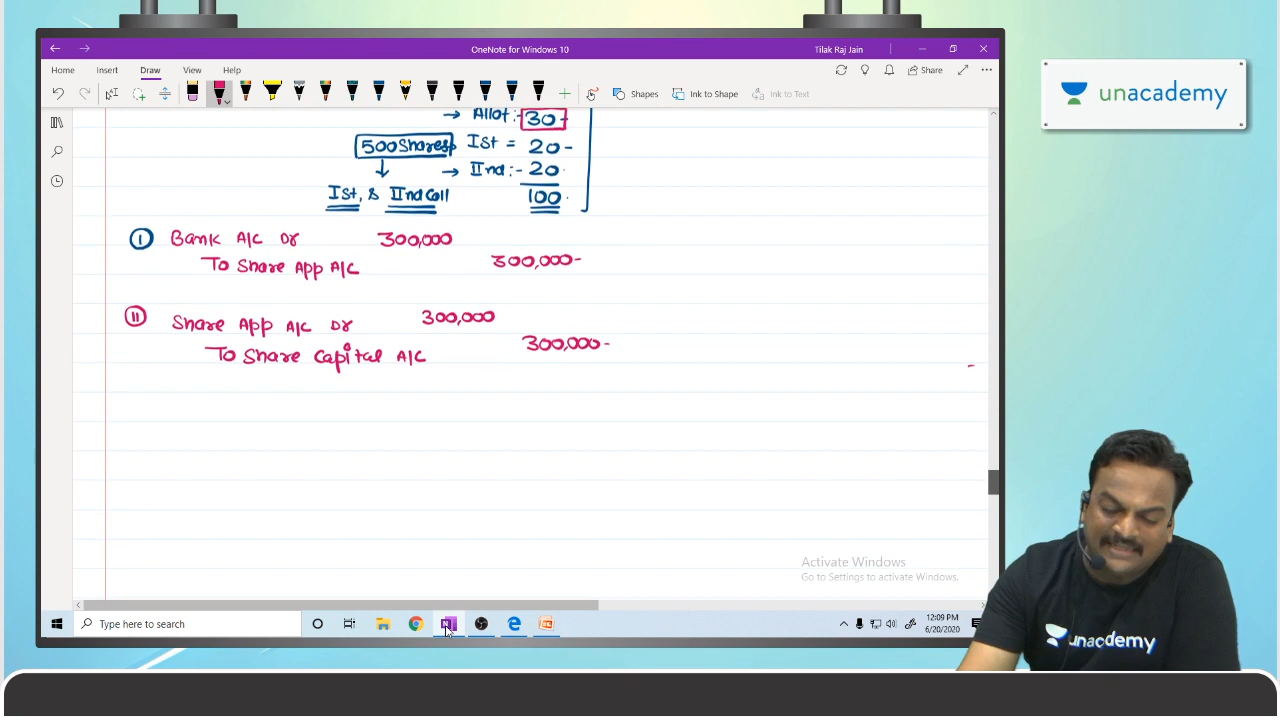 OneNote for Windows 10
Tilak Raj Jain
Home Insert Draw View Help
Share
Shapes
Ink to Shape
Ink to Text
unacademy
→ Allot:- 30-
500 Shares
Ist = 20-
→ IInd:- 20
Ist, & IInd Call
100
I Bank A/C Dr 300,000
To Share App A/C 300,000-
II Share App A/C Dr 300,000
To Share Capital A/C 300,000-
Activate Windows
Go to Settings to activate Windows.
Type here to search
12:09 PM
6/20/2020
unacademy